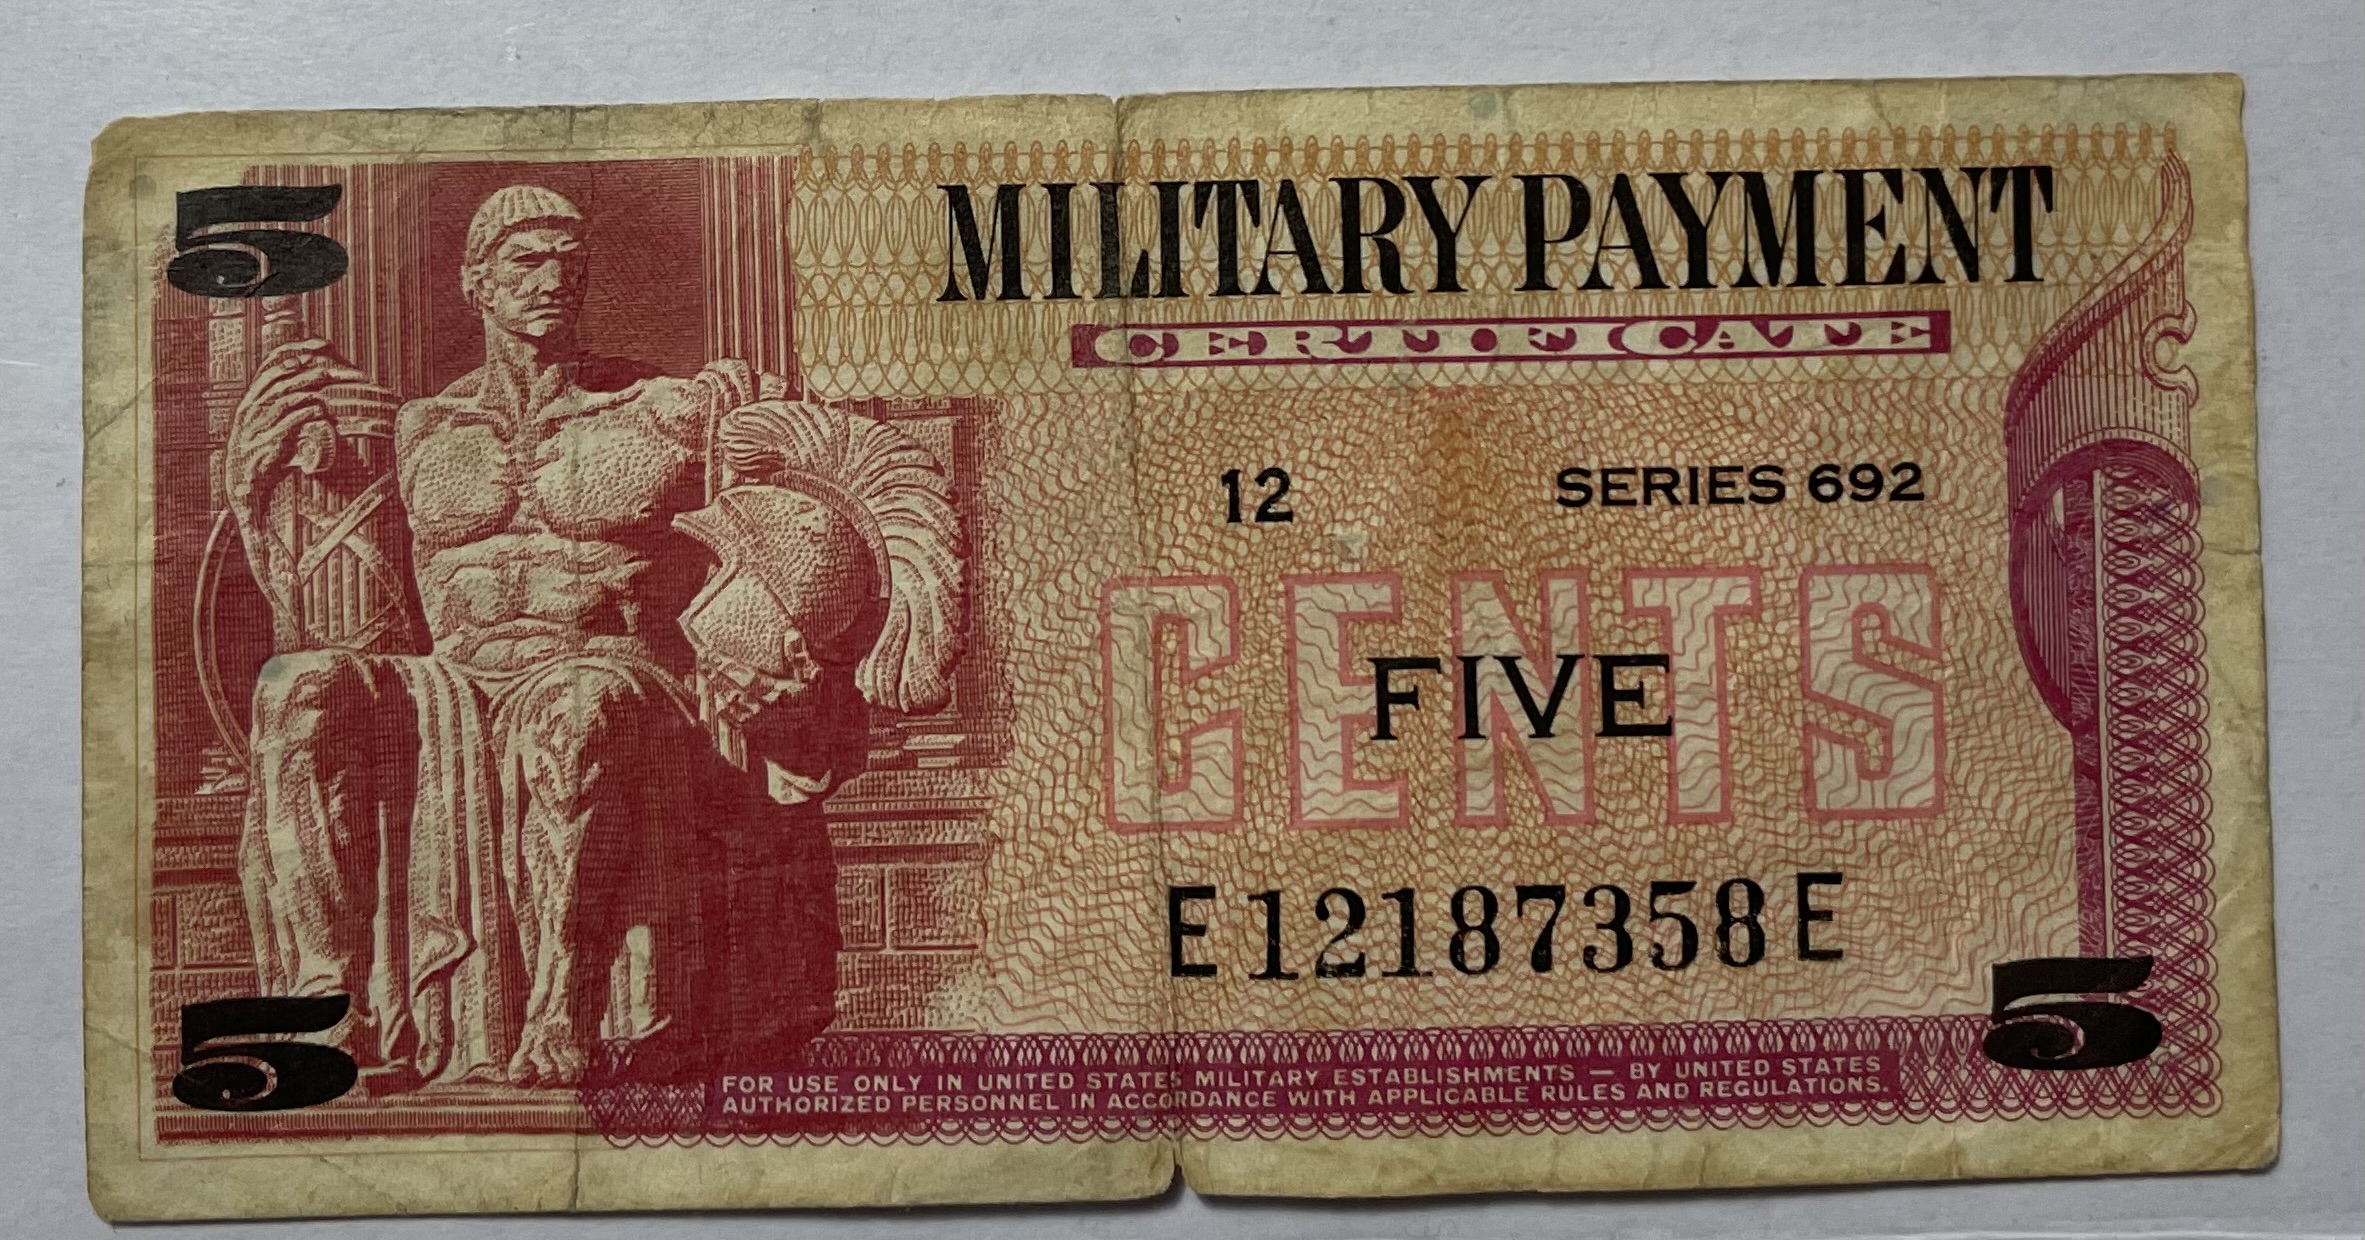 5
MILITARY PAYMENT
CERTIFICATE
12 SERIES 692
CENTS
FIVE
E12187358E
5
5
FOR USE ONLY IN UNITED STATES MILITARY ESTABLISHMENTS — BY UNITED STATES
AUTHORIZED PERSONNEL IN ACCORDANCE WITH APPLICABLE RULES AND REGULATIONS.